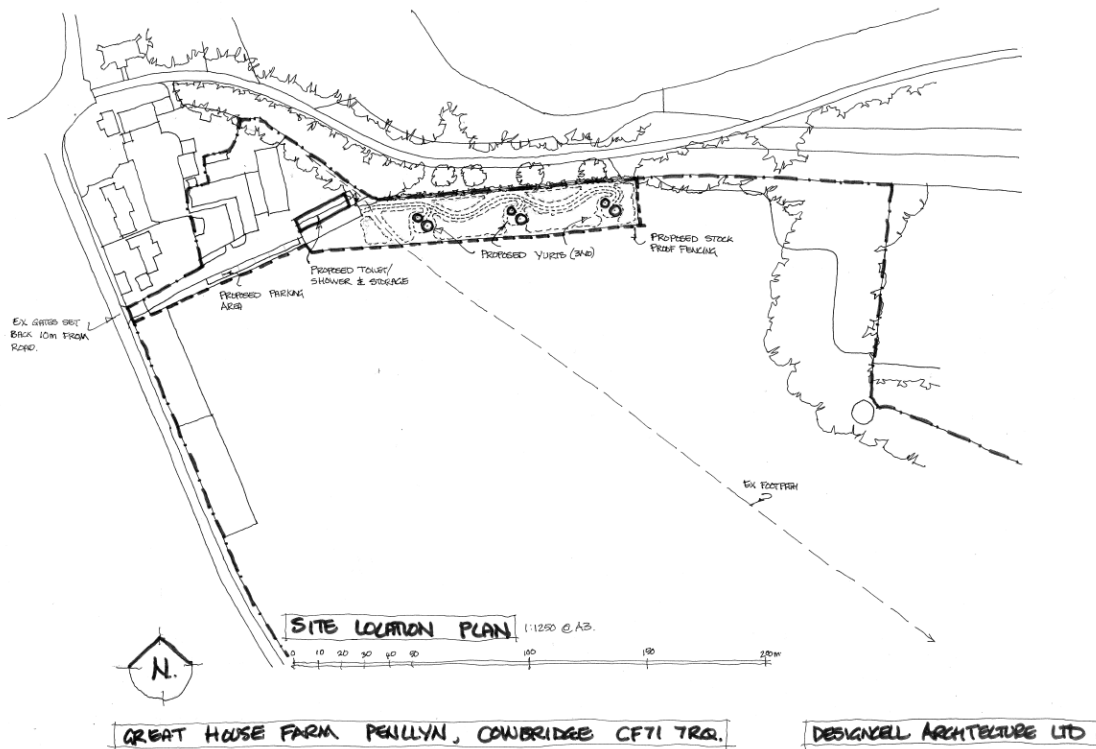 PROPOSED STOCK
PROOF FENCING
PROPOSED YURTS (3NO)
PROPOSED TOILET/
SHOWER & STORAGE
PROPOSED PARKING
AREA
EX GATES SET
BACK 10m FROM
ROAD.
EX FOOTPATH
SITE LOCATION PLAN 1:1250 @ A3.
0 10 20 30 40 50 100 150 200m
N.
GREAT HOUSE FARM PENLLYN, COWBRIDGE CF71 7RQ.
DESIGNCELL ARCHITECTURE LTD